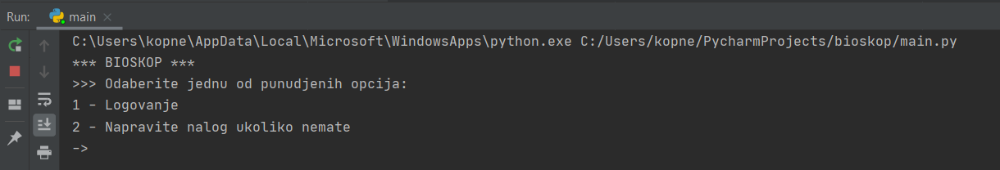 Run: main
C:\Users\kopne\AppData\Local\Microsoft\WindowsApps\python.exe C:/Users/kopne/PycharmProjects/bioskop/main.py
*** BIOSKOP ***
>>> Odaberite jednu od punudjenih opcija:
1 - Logovanje
2 - Napravite nalog ukoliko nemate
->